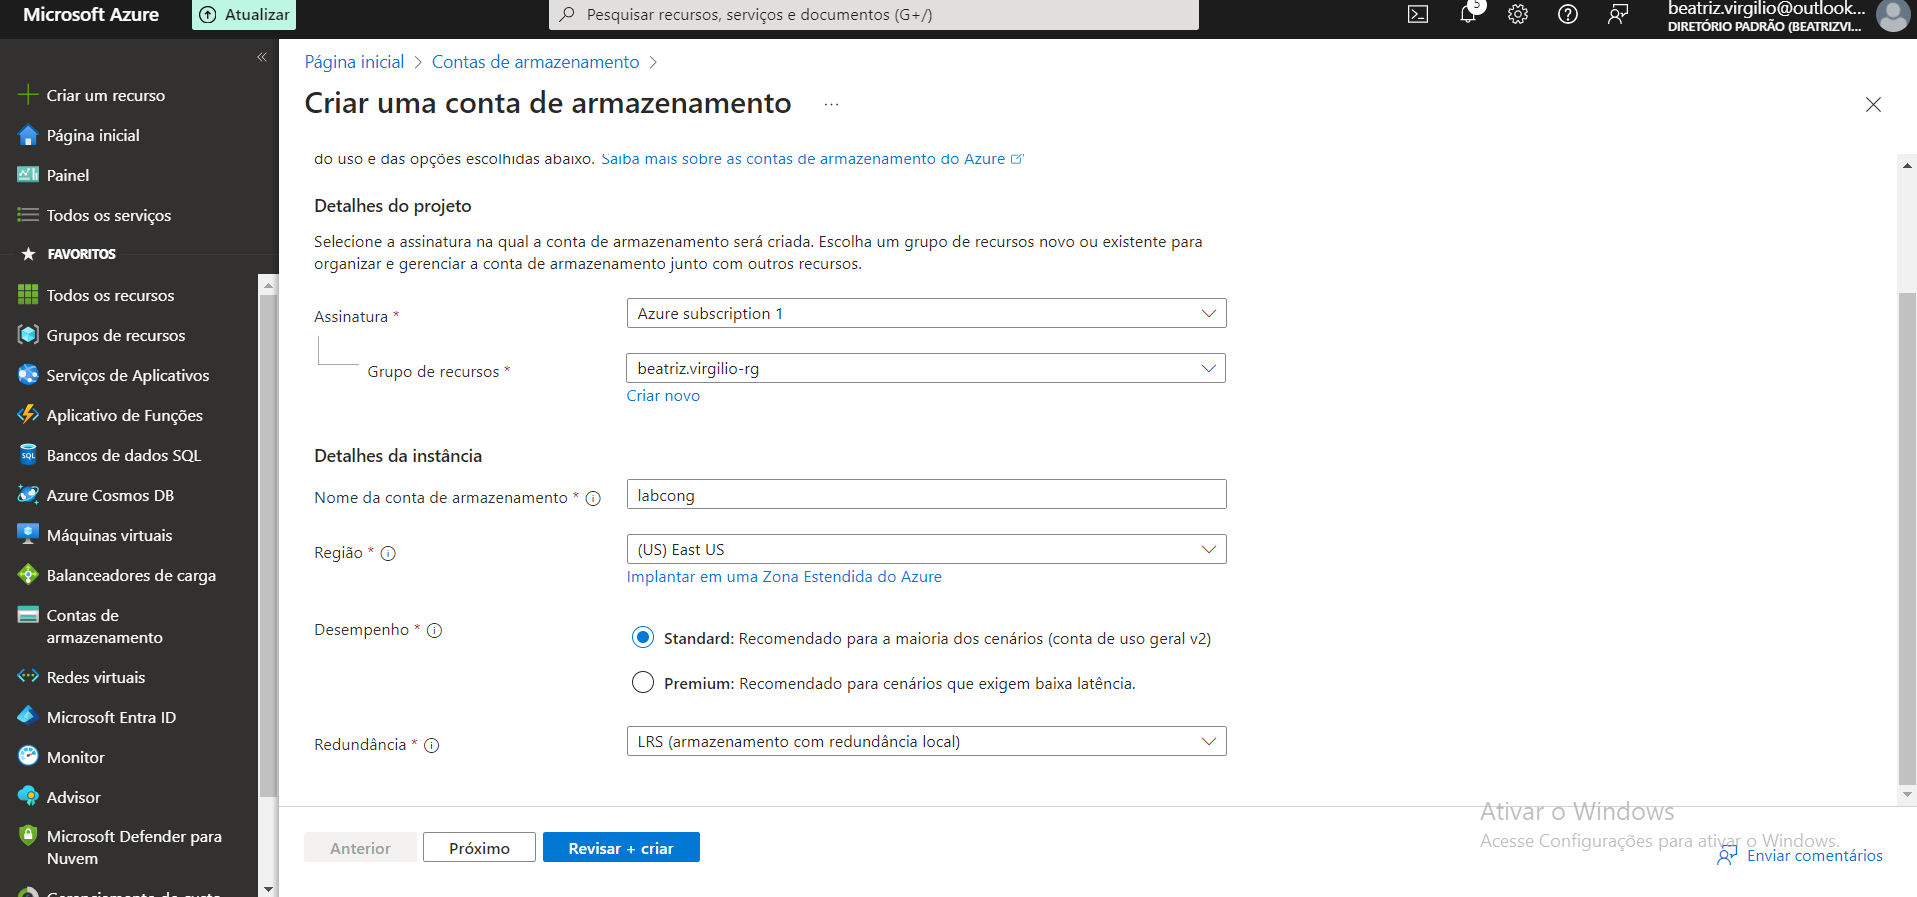 Microsoft Azure
Atualizar
Pesquisar recursos, serviços e documentos (G+/)
5
beatriz.virgilio@outlook...
DIRETÓRIO PADRÃO (BEATRIZVI...
«
Criar um recurso
Página inicial
Painel
Todos os serviços
FAVORITOS
Todos os recursos
Grupos de recursos
Serviços de Aplicativos
Aplicativo de Funções
SQL
Bancos de dados SQL
Azure Cosmos DB
Máquinas virtuais
Balanceadores de carga
Contas de
armazenamento
Redes virtuais
Microsoft Entra ID
Monitor
Advisor
Microsoft Defender para
Nuvem
Página inicial > Contas de armazenamento >
Criar uma conta de armazenamento ...
do uso e das opções escolhidas abaixo. Saiba mais sobre as contas de armazenamento do Azure
Detalhes do projeto
Selecione a assinatura na qual a conta de armazenamento será criada. Escolha um grupo de recursos novo ou existente para
organizar e gerenciar a conta de armazenamento junto com outros recursos.
Assinatura *
Azure subscription 1
Grupo de recursos *
beatriz.virgilio-rg
Criar novo
Detalhes da instância
Nome da conta de armazenamento *
labcong
Região *
(US) East US
Implantar em uma Zona Estendida do Azure
Desempenho *
Standard: Recomendado para a maioria dos cenários (conta de uso geral v2)
Premium: Recomendado para cenários que exigem baixa latência.
Redundância *
LRS (armazenamento com redundância local)
Anterior
Próximo
Revisar + criar
Ativar o Windows
Acesse Configurações para ativar o Windows.
Enviar comentários